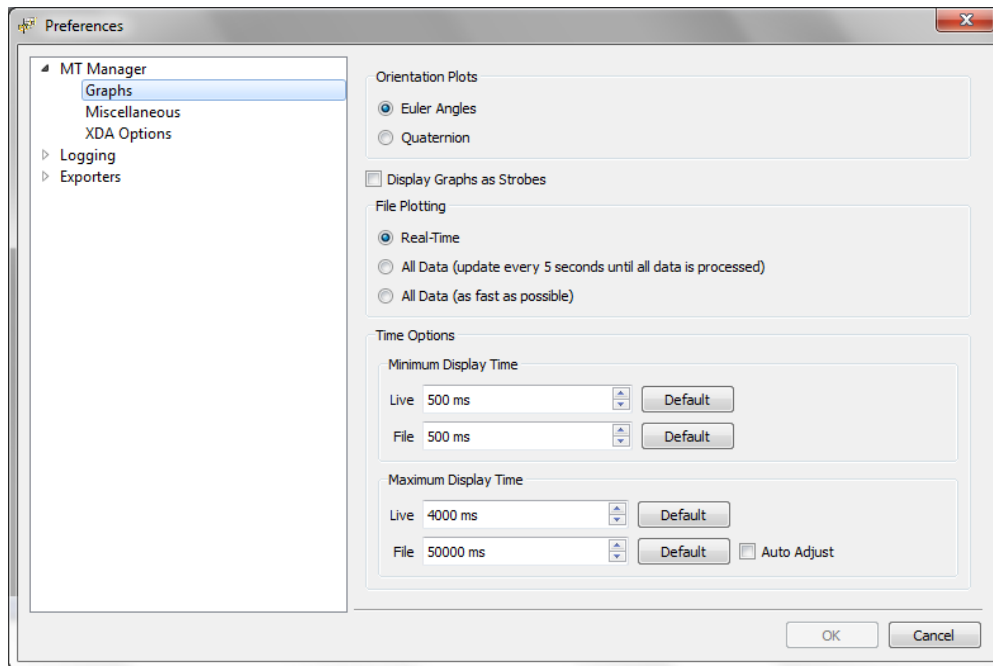 Preferences
MT Manager
Graphs
Miscellaneous
XDA Options
Logging
Exporters
Orientation Plots
Euler Angles
Quaternion
Display Graphs as Strobes
File Plotting
Real-Time
All Data (update every 5 seconds until all data is processed)
All Data (as fast as possible)
Time Options
Minimum Display Time
Live 500 ms Default
File 500 ms Default
Maximum Display Time
Live 4000 ms Default
File 50000 ms Default Auto Adjust
OK Cancel